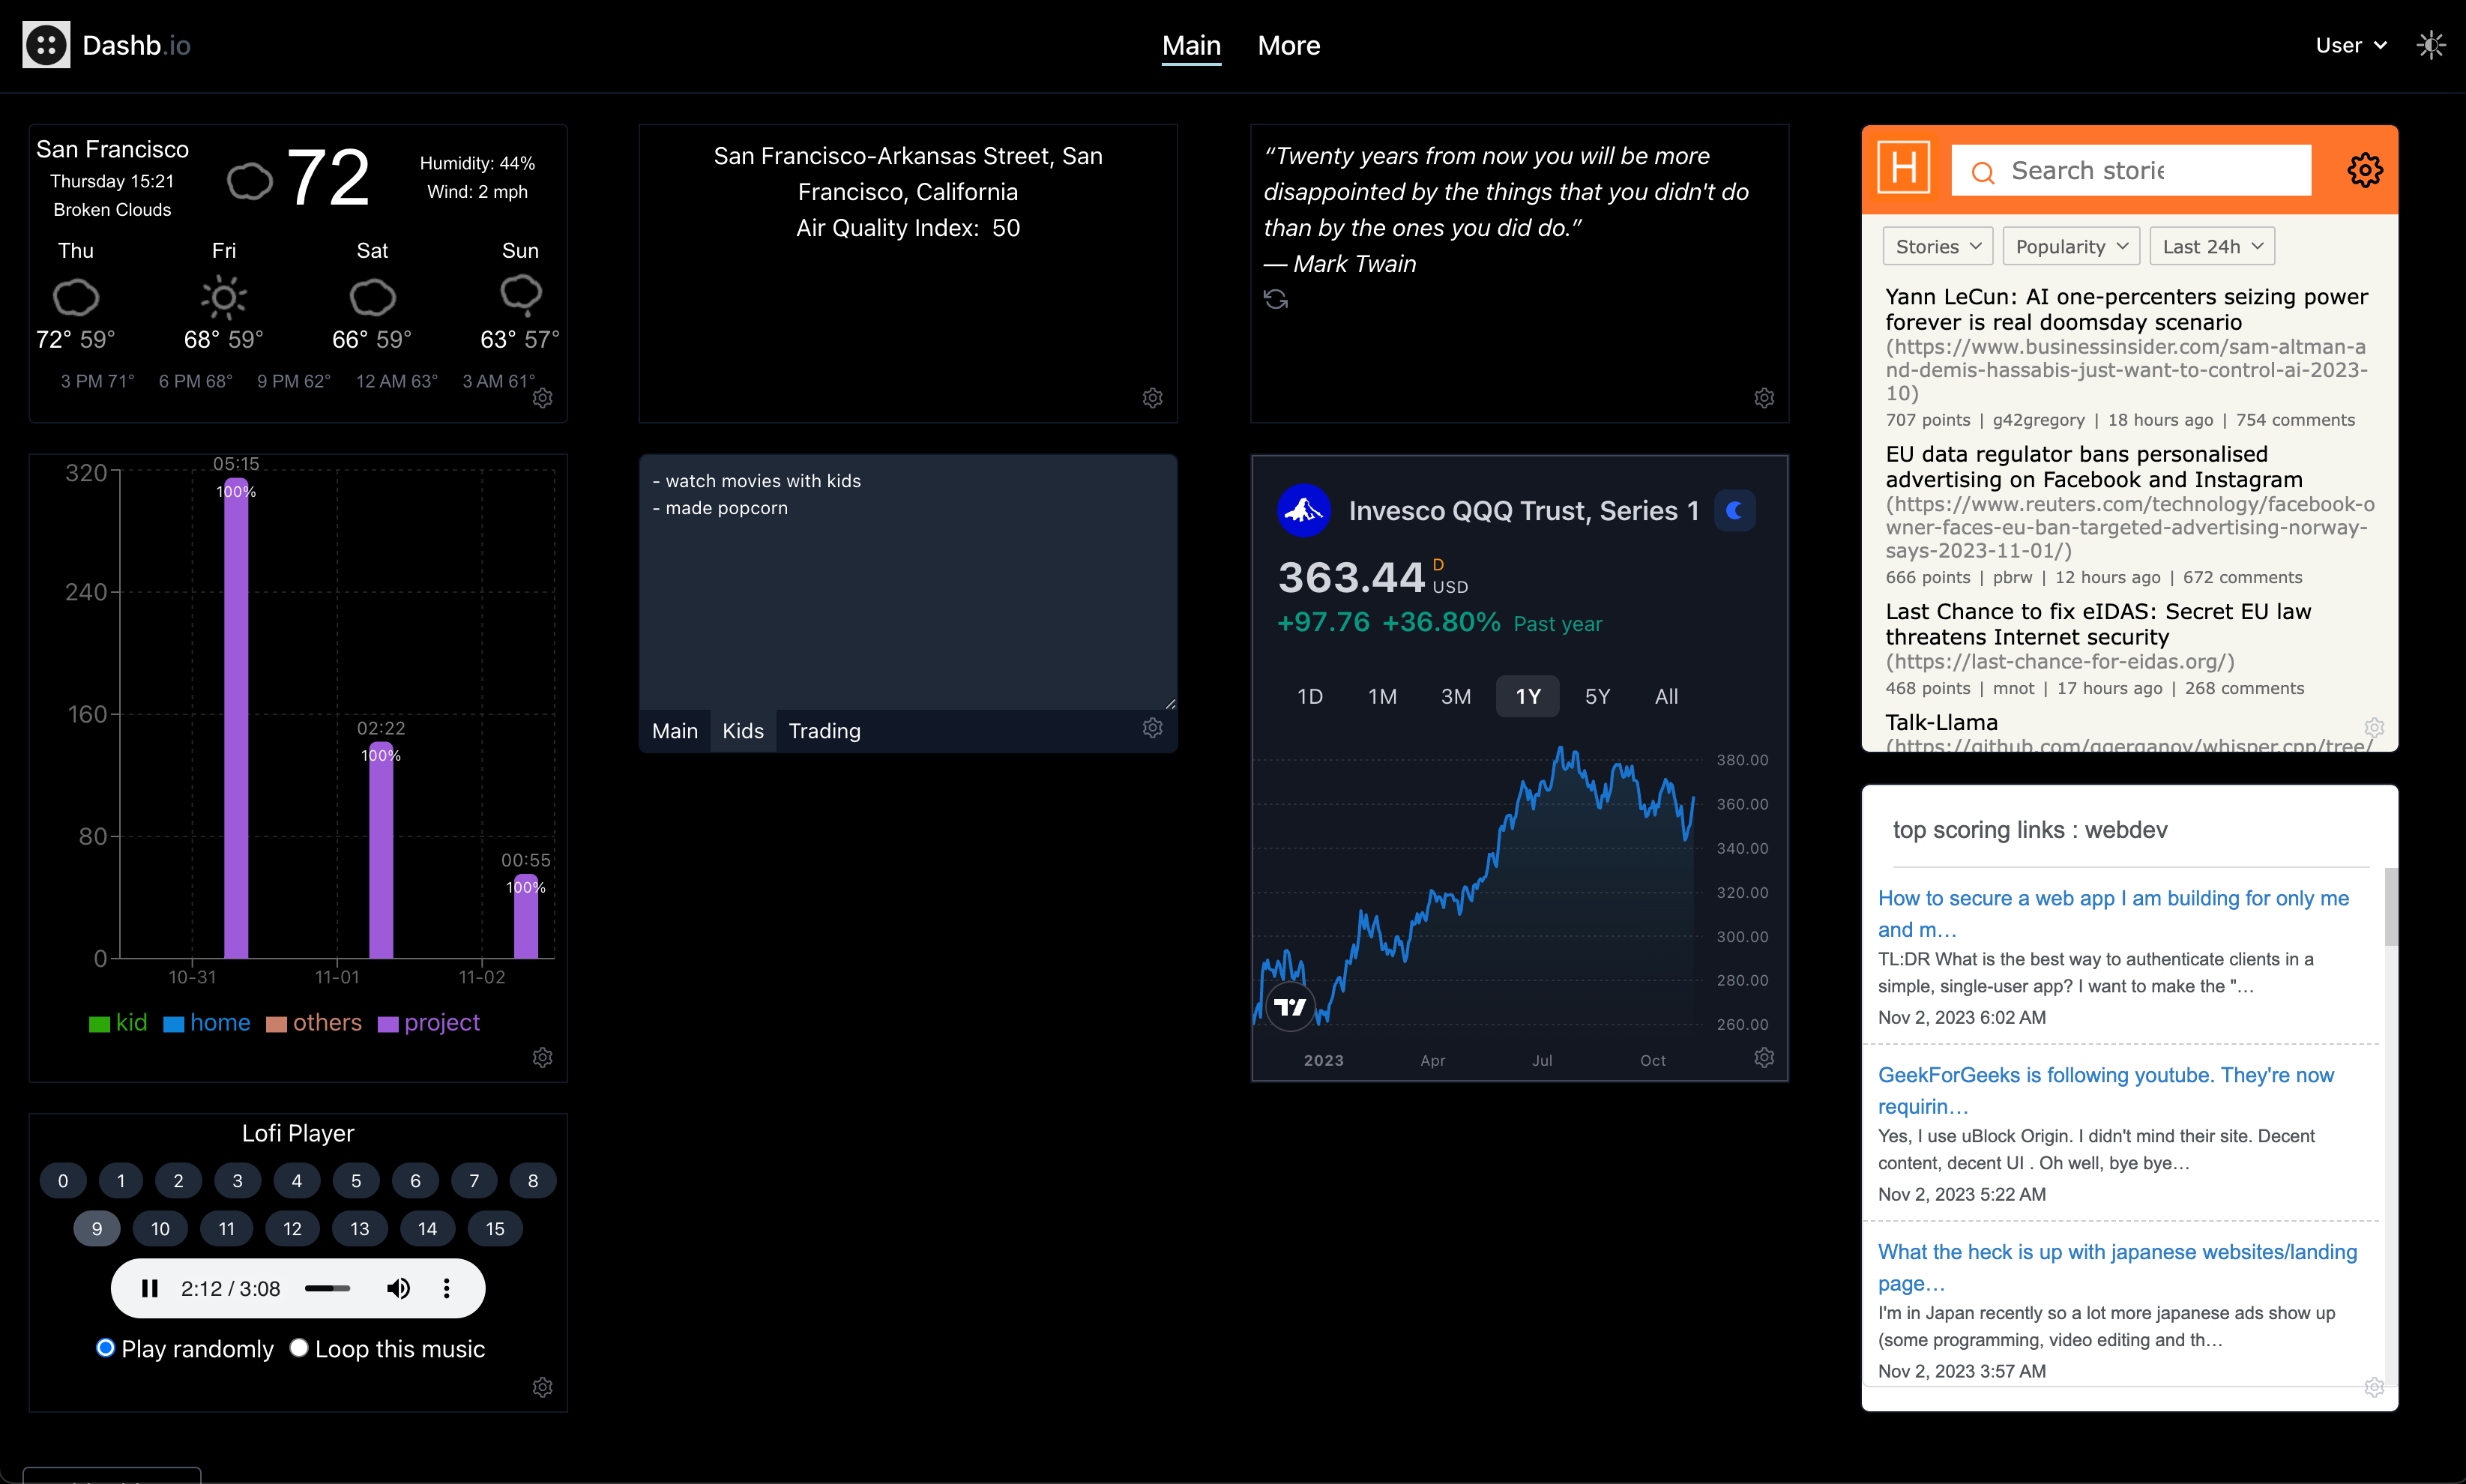 Dashb.io
Main More
User
San Francisco
Thursday 15:21
Broken Clouds
72
Humidity: 44%
Wind: 2 mph
Thu Fri Sat Sun
72° 59° 68° 59° 66° 59° 63° 57°
3 PM 71° 6 PM 68° 9 PM 62° 12 AM 63° 3 AM 61°
San Francisco-Arkansas Street, San
Francisco, California
Air Quality Index: 50
“Twenty years from now you will be more
disappointed by the things that you didn't do
than by the ones you did do.”
— Mark Twain
H
Search storie
Stories Popularity Last 24h
Yann LeCun: AI one-percenters seizing power
forever is real doomsday scenario
(https://www.businessinsider.com/sam-altman-a
nd-demis-hassabis-just-want-to-control-ai-2023-
10)
707 points | g42gregory | 18 hours ago | 754 comments
EU data regulator bans personalised
advertising on Facebook and Instagram
(https://www.reuters.com/technology/facebook-o
wner-faces-eu-ban-targeted-advertising-norway-
says-2023-11-01/)
666 points | pbrw | 12 hours ago | 672 comments
Last Chance to fix eIDAS: Secret EU law
threatens Internet security
(https://last-chance-for-eidas.org/)
468 points | mnot | 17 hours ago | 268 comments
Talk-Llama
(https://github.com/ggerganov/whisper.cpp/tree/
320
240
160
80
0
05:15
100%
02:22
100%
00:55
100%
10-31 11-01 11-02
kid home others project
- watch movies with kids
- made popcorn
Main Kids Trading
Invesco QQQ Trust, Series 1
363.44 D USD
+97.76 +36.80% Past year
1D 1M 3M 1Y 5Y All
380.00
360.00
340.00
320.00
300.00
280.00
260.00
2023 Apr Jul Oct
top scoring links : webdev
How to secure a web app I am building for only me
and m…
TL:DR What is the best way to authenticate clients in a
simple, single-user app? I want to make the "…
Nov 2, 2023 6:02 AM
GeekForGeeks is following youtube. They're now
requirin…
Yes, I use uBlock Origin. I didn't mind their site. Decent
content, decent UI . Oh well, bye bye…
Nov 2, 2023 5:22 AM
What the heck is up with japanese websites/landing
page…
I'm in Japan recently so a lot more japanese ads show up
(some programming, video editing and th…
Nov 2, 2023 3:57 AM
Lofi Player
0 1 2 3 4 5 6 7 8
9 10 11 12 13 14 15
2:12 / 3:08
Play randomly Loop this music